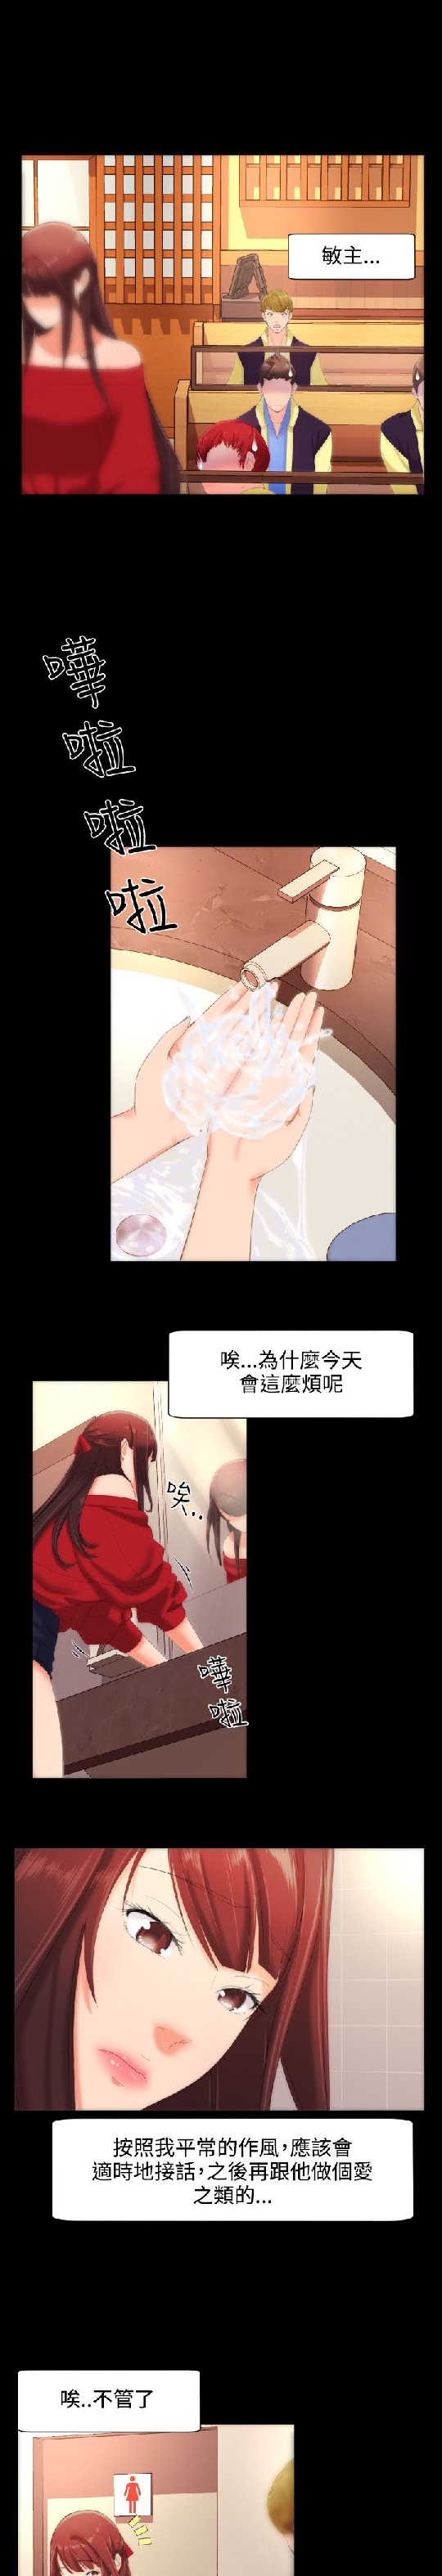 敏主...
嘩
啦
啦
啦
唉...為什麼今天
會這麼煩呢
唉..
嘩
啦
按照我平常的作風,應該會
適時地接話,之後再跟他做個愛
之類的...
唉..不管了